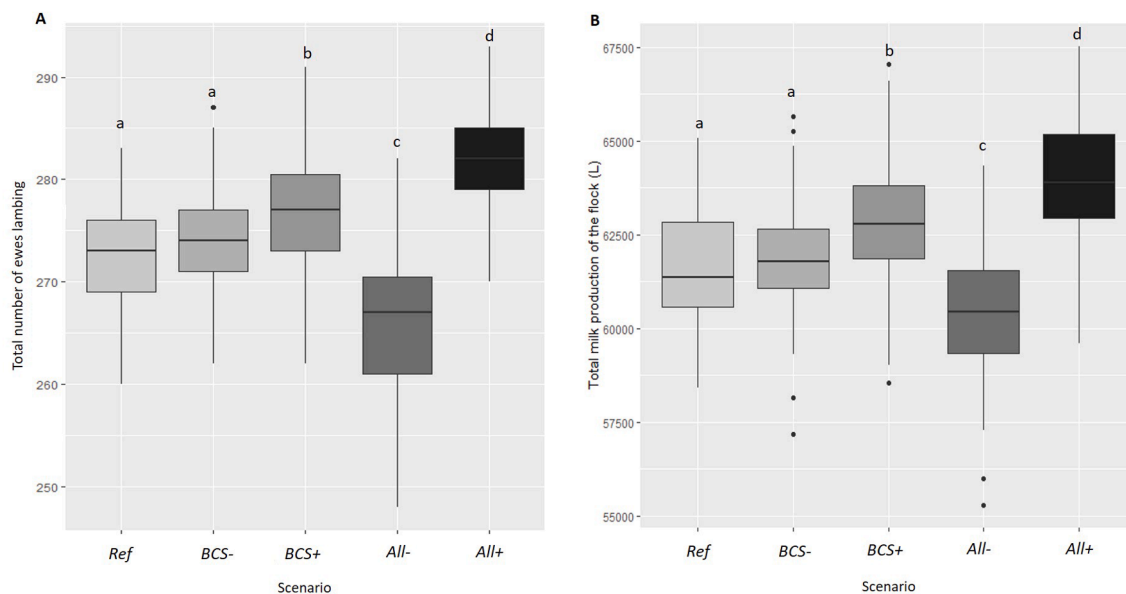 A
Total number of ewes lambing
290
280
270
260
250
a
a
b
c
d
Ref
BCS-
BCS+
All-
All+
Scenario
B
Total milk production of the flock (L)
67500
65000
62500
60000
57500
55000
a
a
b
c
d
Ref
BCS-
BCS+
All-
All+
Scenario